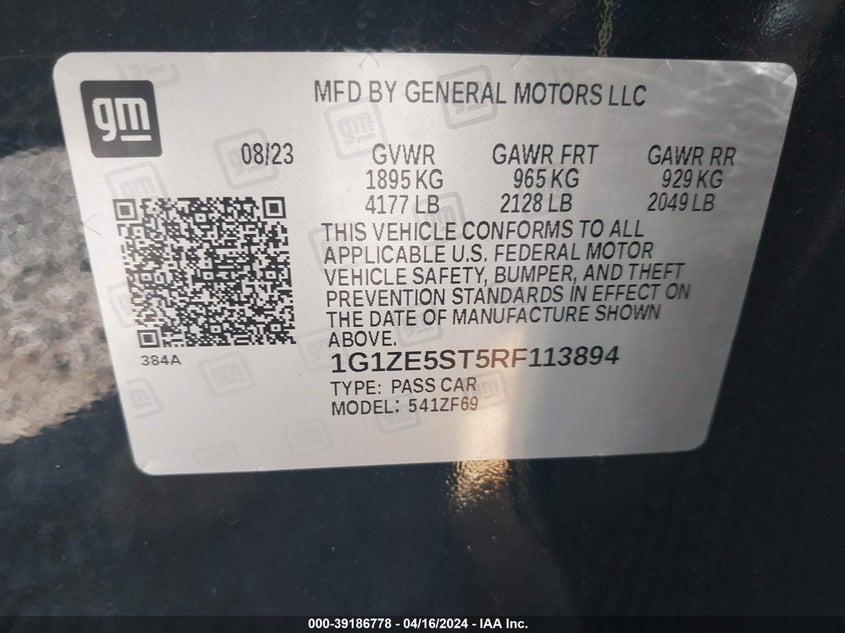 gm
MFD BY GENERAL MOTORS LLC
08/23 GVWR GAWR FRT GAWR RR
1895 KG 965 KG 929 KG
4177 LB 2128 LB 2049 LB
THIS VEHICLE CONFORMS TO ALL
APPLICABLE U.S. FEDERAL MOTOR
VEHICLE SAFETY, BUMPER, AND THEFT
PREVENTION STANDARDS IN EFFECT ON
THE DATE OF MANUFACTURE SHOWN
ABOVE.
384A
1G1ZE5ST5RF113894
TYPE: PASS CAR
MODEL: 541ZF69
000-39186778 - 04/16/2024 - IAA Inc.